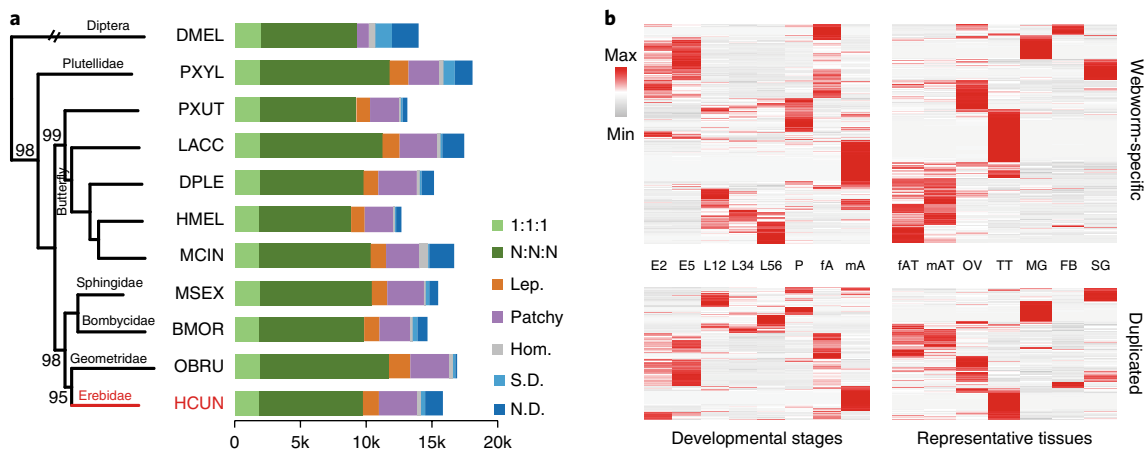 a
Diptera
Plutellidae
98
99
Butterfly
Sphingidae
Bombycidae
98
Geometridae
95
Erebidae
DMEL
PXYL
PXUT
LACC
DPLE
HMEL
MCIN
MSEX
BMOR
OBRU
HCUN
0 5k 10k 15k 20k
1:1:1
N:N:N
Lep.
Patchy
Hom.
S.D.
N.D.
b
Max
Min
Webworm-specific
E2 E5 L12 L34 L56 P fA mA
fAT mAT OV TT MG FB SG
Duplicated
Developmental stages
Representative tissues